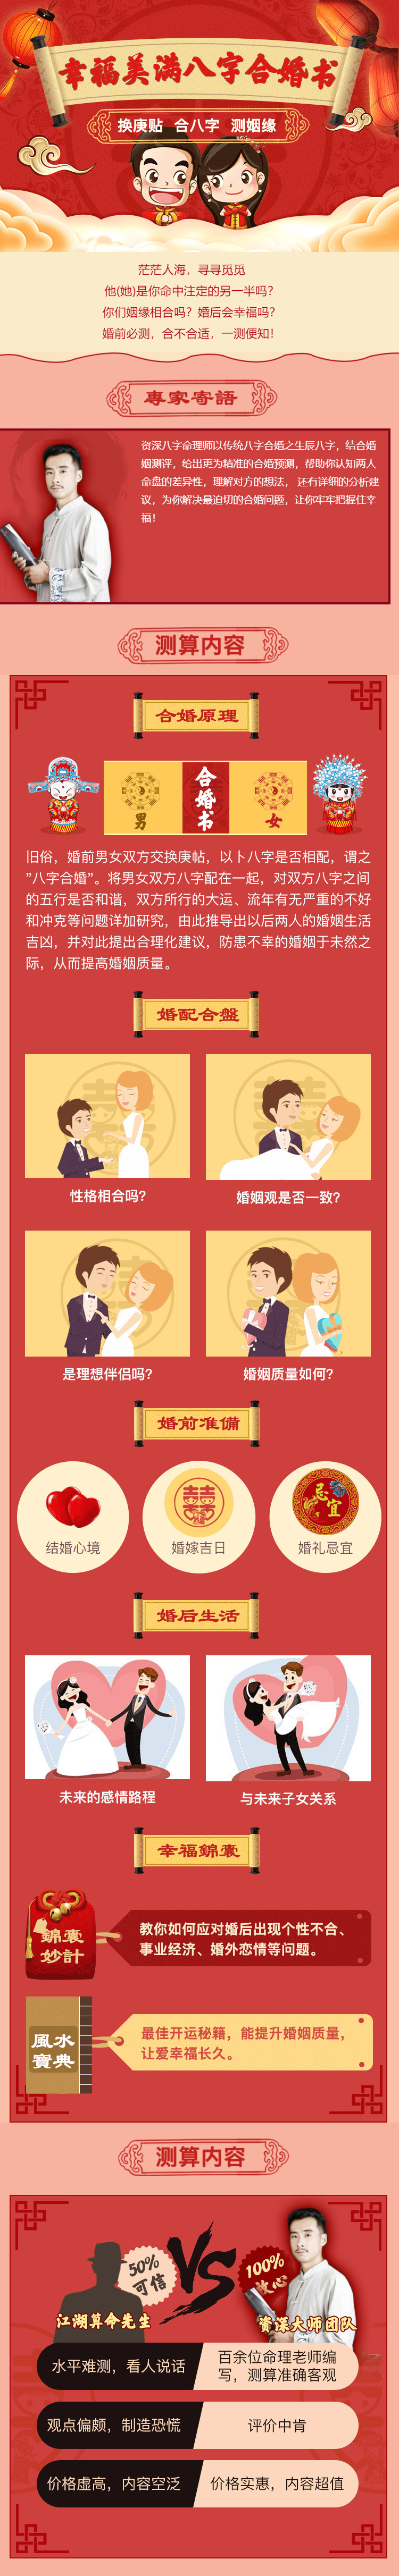 幸福美满八字合婚书
换庚贴 合八字 测姻缘
茫茫人海，寻寻觅觅
他(她)是你命中注定的另一半吗?
你们姻缘相合吗？婚后会幸福吗?
婚前必测，合不合适，一测便知!
專家寄語
资深八字命理师以传统八字合婚之生辰八字，结合婚
姻测评，给出更为精准的合婚预测，帮助你认知两人
命盘的差异性，理解对方的想法， 还有详细的分析建
议，为你解决最迫切的合婚问题，让你牢牢把握住幸
福！
测算内容
合婚原理
男
合婚书
女
旧俗，婚前男女双方交换庚帖，以卜八字是否相配，谓之
"八字合婚"。将男女双方八字配在一起，对双方八字之间
的五行是否和谐，双方所行的大运、流年有无严重的不好
和冲克等问题详加研究，由此推导出以后两人的婚姻生活
吉凶，并对此提出合理化建议，防患不幸的婚姻于未然之
际，从而提高婚姻质量。
婚配合盤
性格相合吗?
婚姻观是否一致?
是理想伴侣吗?
婚姻质量如何?
婚前准備
结婚心境
婚嫁吉日
忌宜
婚礼忌宜
婚后生活
未来的感情路程
与未来子女关系
幸福錦囊
錦囊
妙計
教你如何应对婚后出现个性不合、
事业经济、婚外恋情等问题。
風水
寶典
最佳开运秘籍，能提升婚姻质量，
让爱幸福长久。
测算内容
50%
可信
VS
100%
放心
江湖算命先生
资深大师团队
水平难测，看人说话
百余位命理老师编
写，测算准确客观
观点偏颇，制造恐慌
评价中肯
价格虚高，内容空泛
价格实惠，内容超值